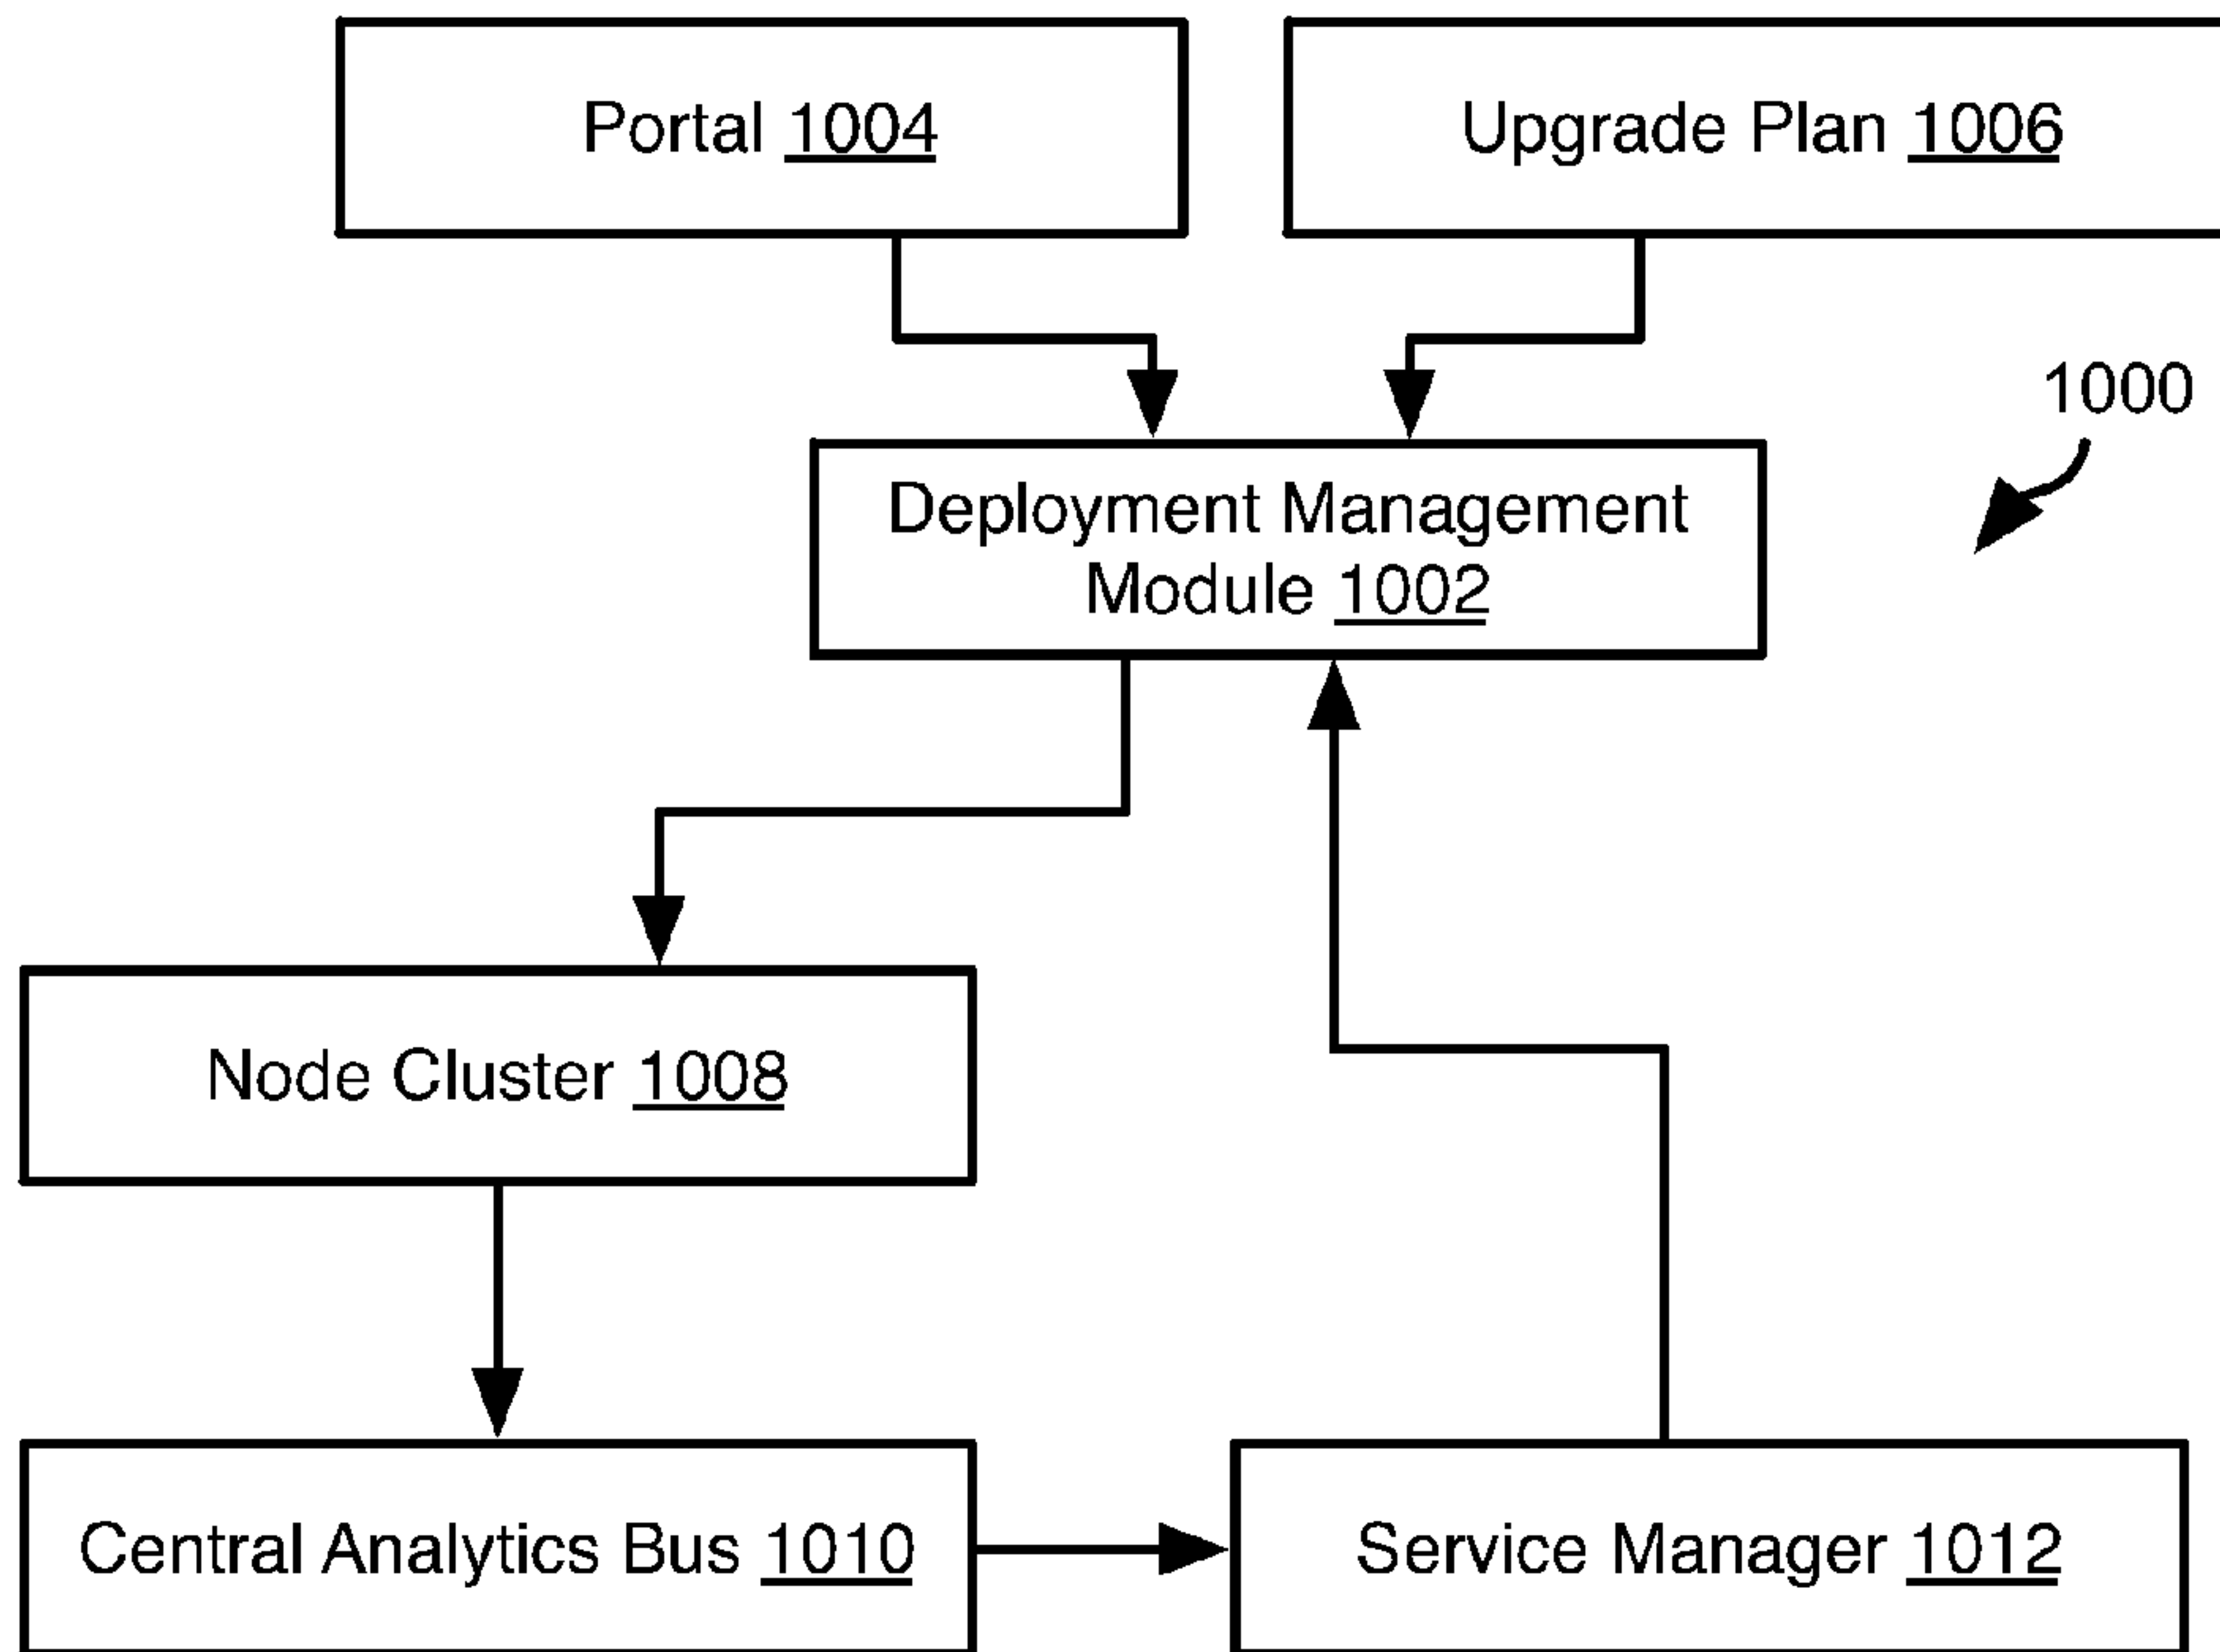 Portal 1004
Upgrade Plan 1006
1000
Deployment Management
Module 1002
Node Cluster 1008
Central Analytics Bus 1010
Service Manager 1012